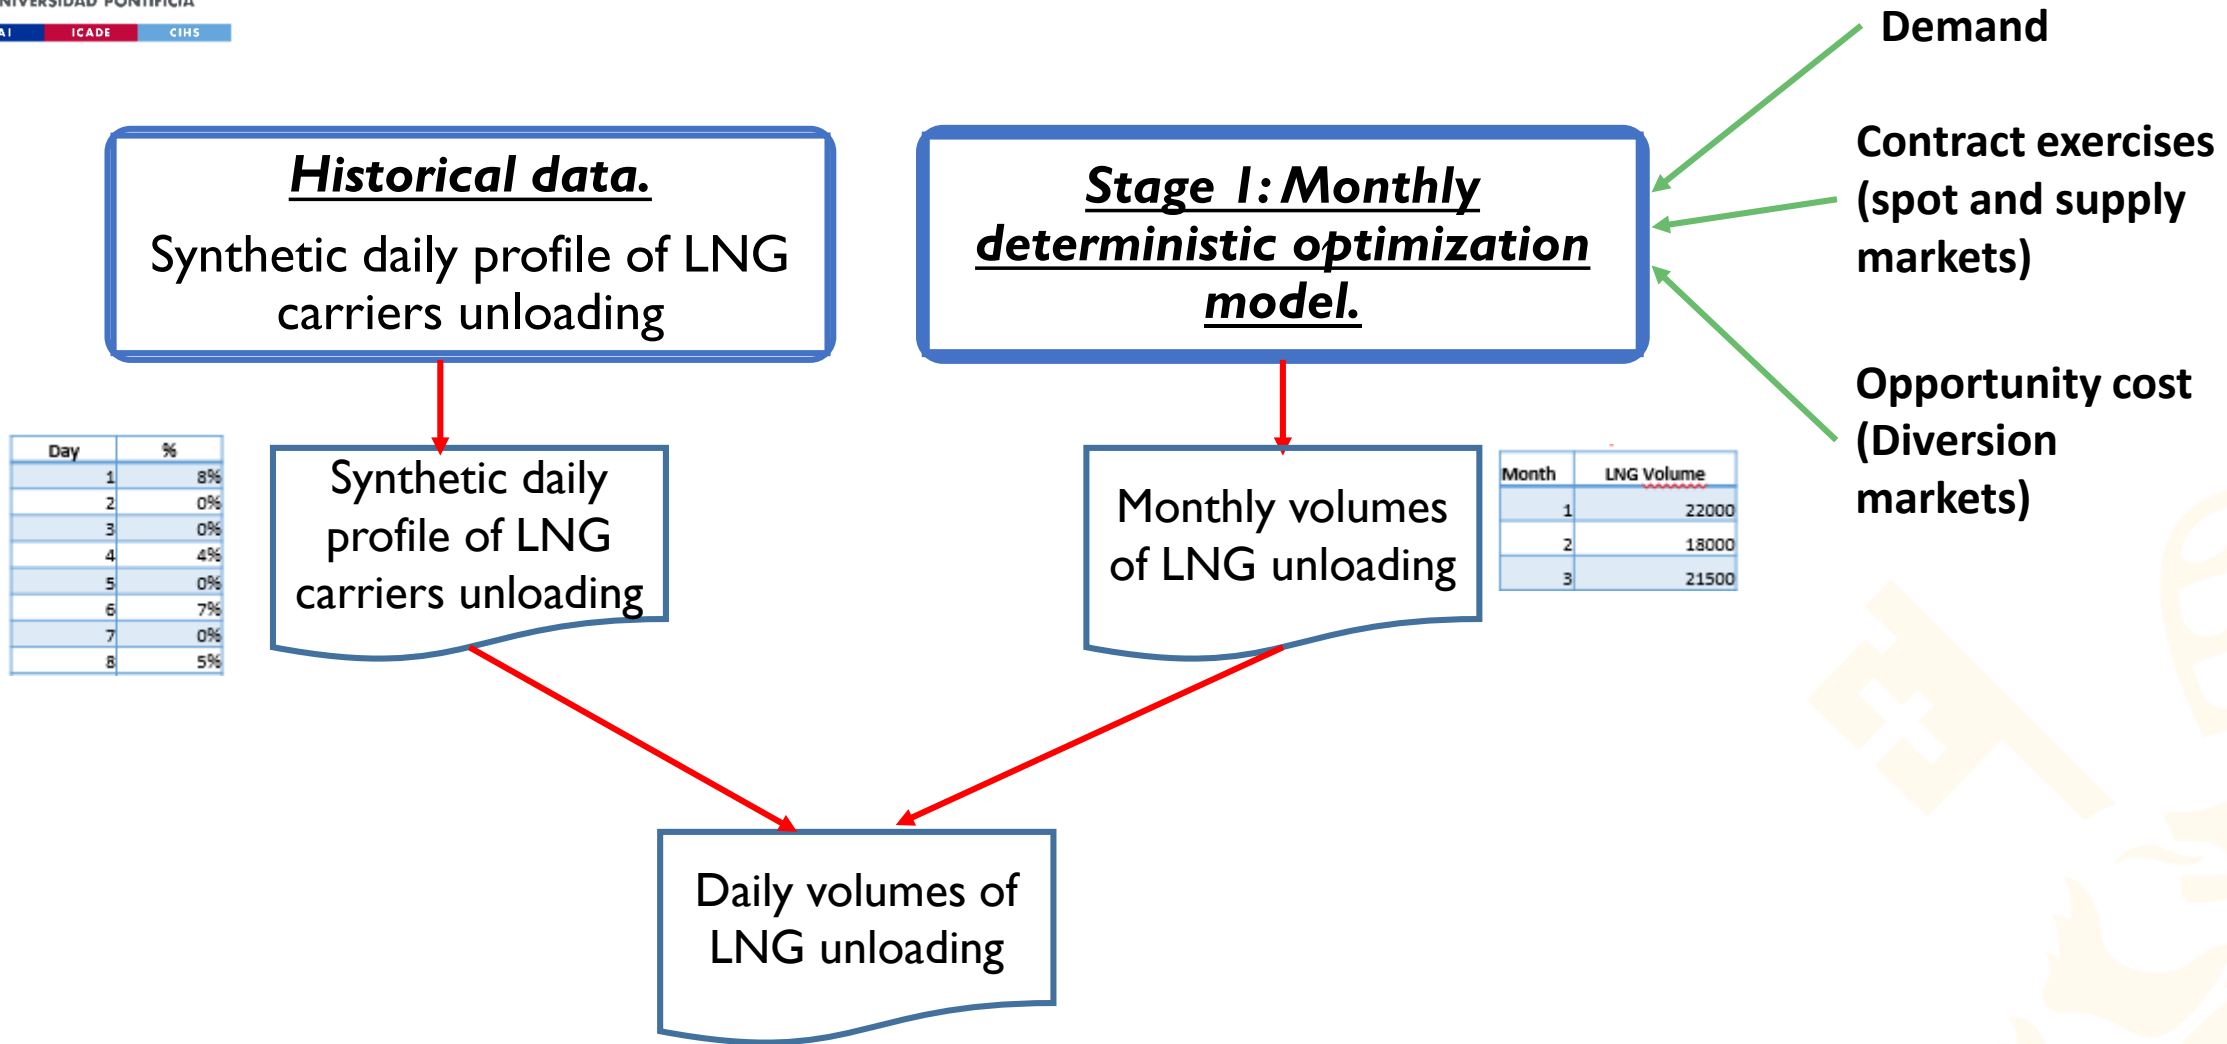 UNIVERSIDAD PONTIFICIA
AI ICADE CIHS
Demand
Contract exercises
(spot and supply
markets)
Opportunity cost
(Diversion
markets)
Historical data.
Synthetic daily profile of LNG
carriers unloading
Stage 1: Monthly
deterministic optimization
model.
Day %
1 8%
2 0%
3 0%
4 4%
5 0%
6 7%
7 0%
8 5%
Synthetic daily
profile of LNG
carriers unloading
Monthly volumes
of LNG unloading
Month LNG Volume
1 22000
2 18000
3 21500
Daily volumes of
LNG unloading